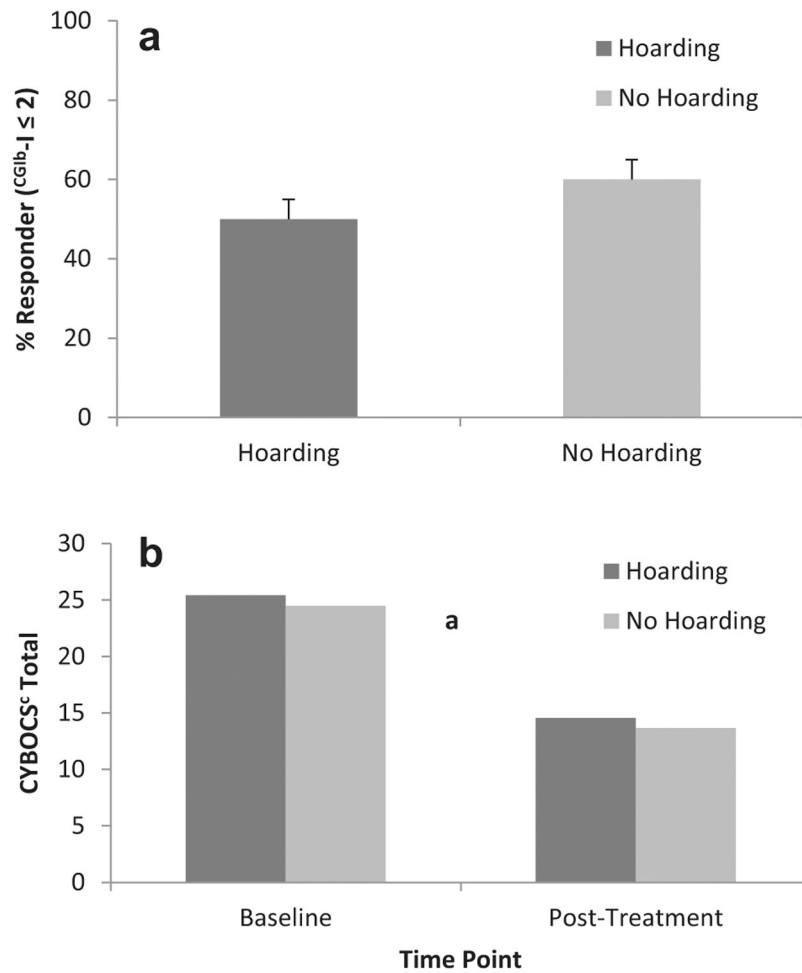 a
Hoarding
No Hoarding
100
80
60
40
20
0
% Responder (CGIb-I ≤ 2)
Hoarding
No Hoarding
b
Hoarding
No Hoarding
a
30
25
20
15
10
5
0
CYBOCSc Total
Baseline
Post-Treatment
Time Point